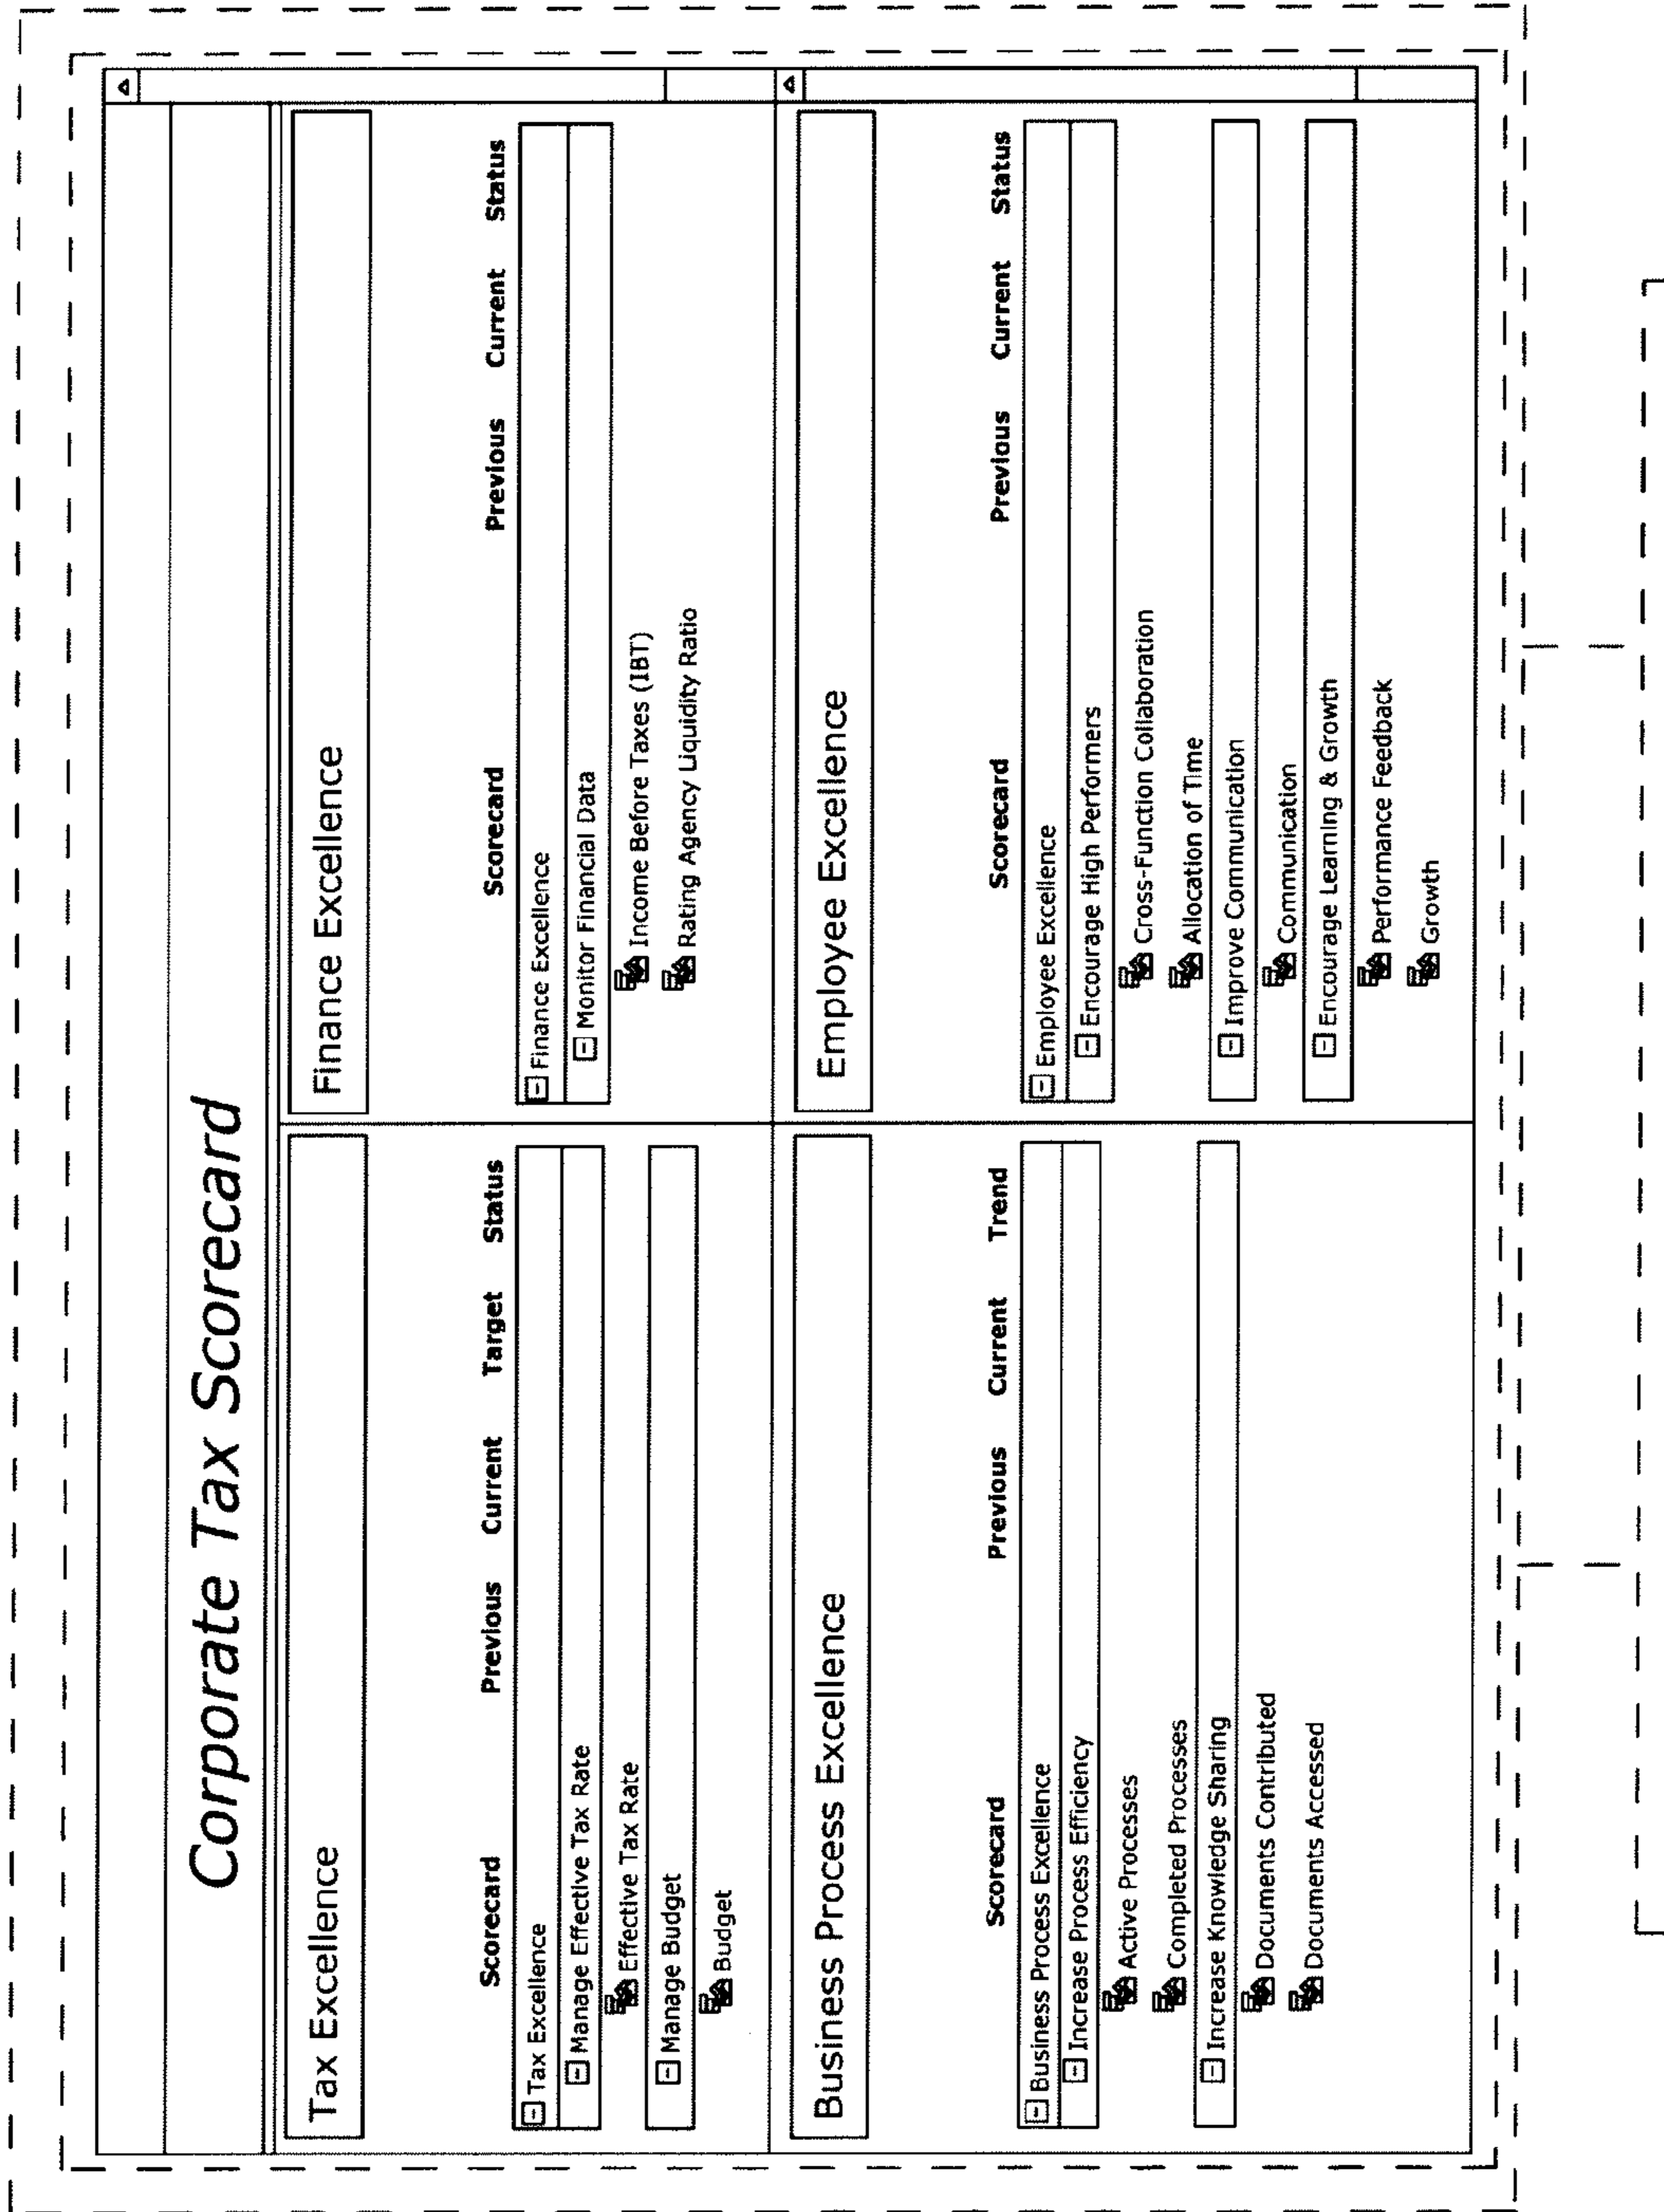 Corporate Tax Scorecard
Tax Excellence
Scorecard Previous Current Target Status
Tax Excellence
Manage Effective Tax Rate
Effective Tax Rate
Manage Budget
Budget
Finance Excellence
Scorecard Previous Current Status
Finance Excellence
Monitor Financial Data
Income Before Taxes (IBT)
Rating Agency Liquidity Ratio
Business Process Excellence
Scorecard Previous Current Trend
Business Process Excellence
Increase Process Efficiency
Active Processes
Completed Processes
Increase Knowledge Sharing
Documents Contributed
Documents Accessed
Employee Excellence
Scorecard Previous Current Status
Employee Excellence
Encourage High Performers
Cross-Function Collaboration
Allocation of Time
Improve Communication
Communication
Encourage Learning & Growth
Performance Feedback
Growth